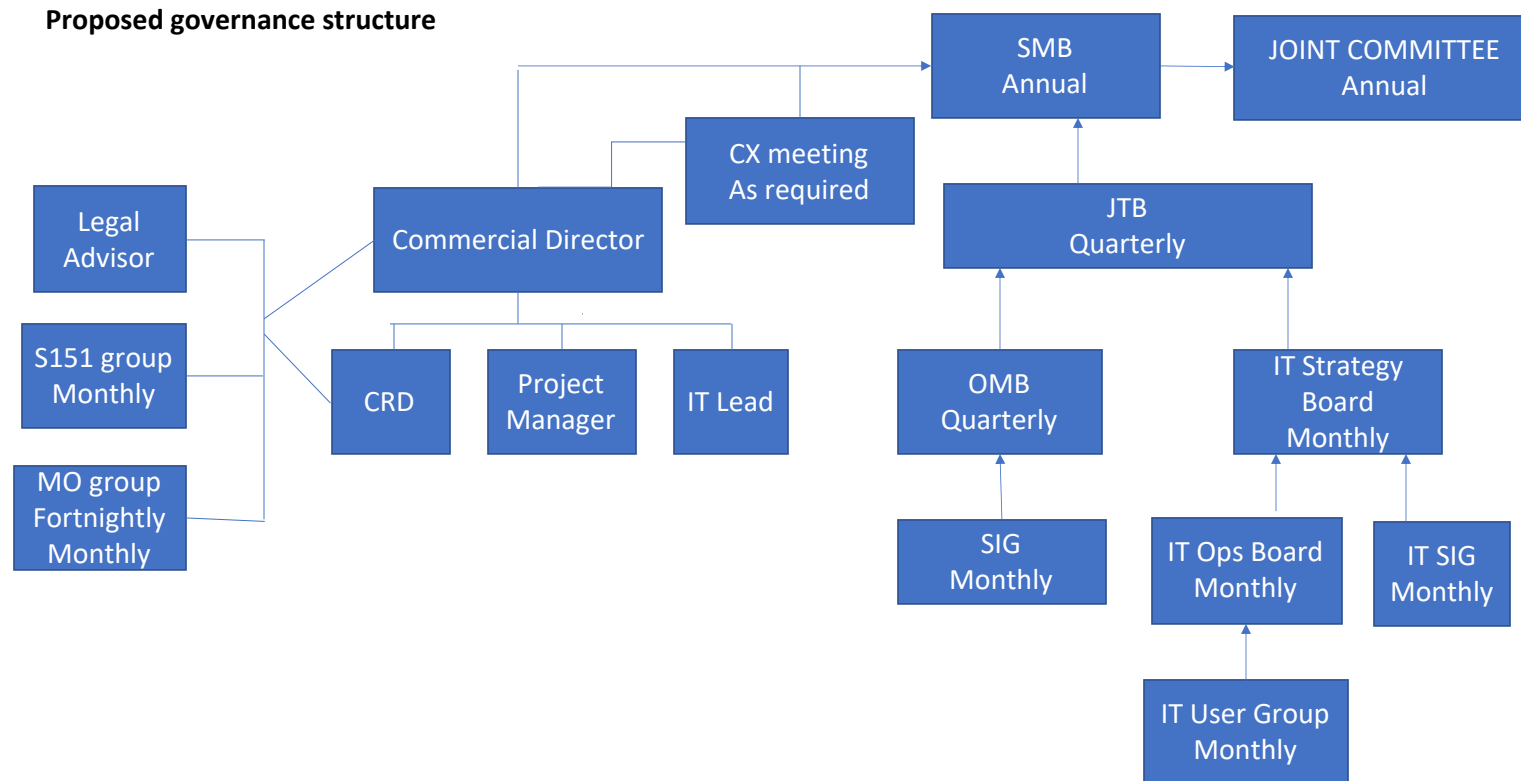 Proposed governance structure
SMB
Annual
JOINT COMMITTEE
Annual
CX meeting
As required
Legal
Advisor
Commercial Director
JTB
Quarterly
S151 group
Monthly
CRD
Project
Manager
IT Lead
OMB
Quarterly
IT Strategy
Board
Monthly
MO group
Fortnightly
Monthly
SIG
Monthly
IT Ops Board
Monthly
IT SIG
Monthly
IT User Group
Monthly